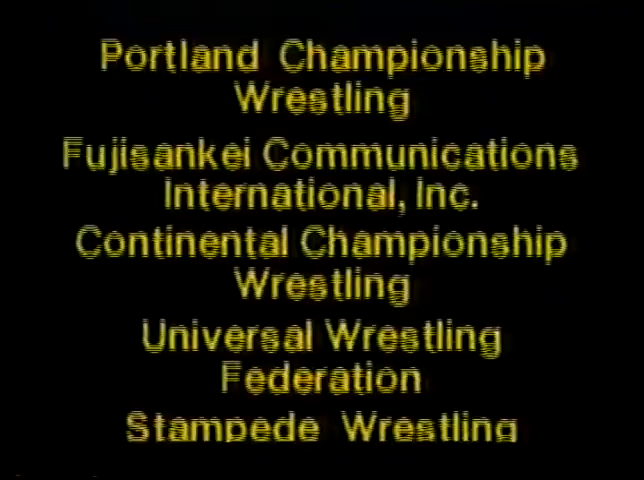 Portland Championship
Wrestling
Fujisankei Communications
International, Inc.
Continental Championship
Wrestling
Universal Wrestling
Federation
Stampede Wrestling